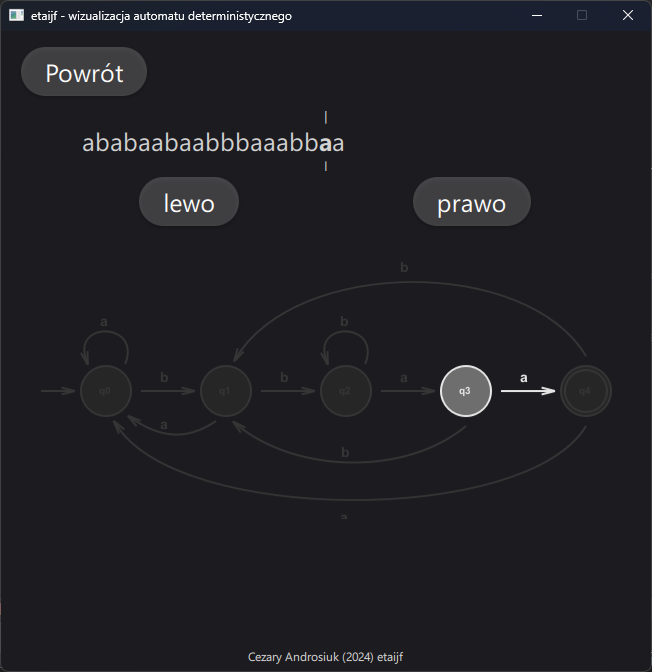 etaijf - wizualizacja automatu deterministycznego
Powrót
ababaabaabbbaaabbaa
lewo
prawo
b
a
b
b
b
a
a
q0
q1
q2
q3
q4
a
b
a
Cezary Androsiuk (2024) etaijf